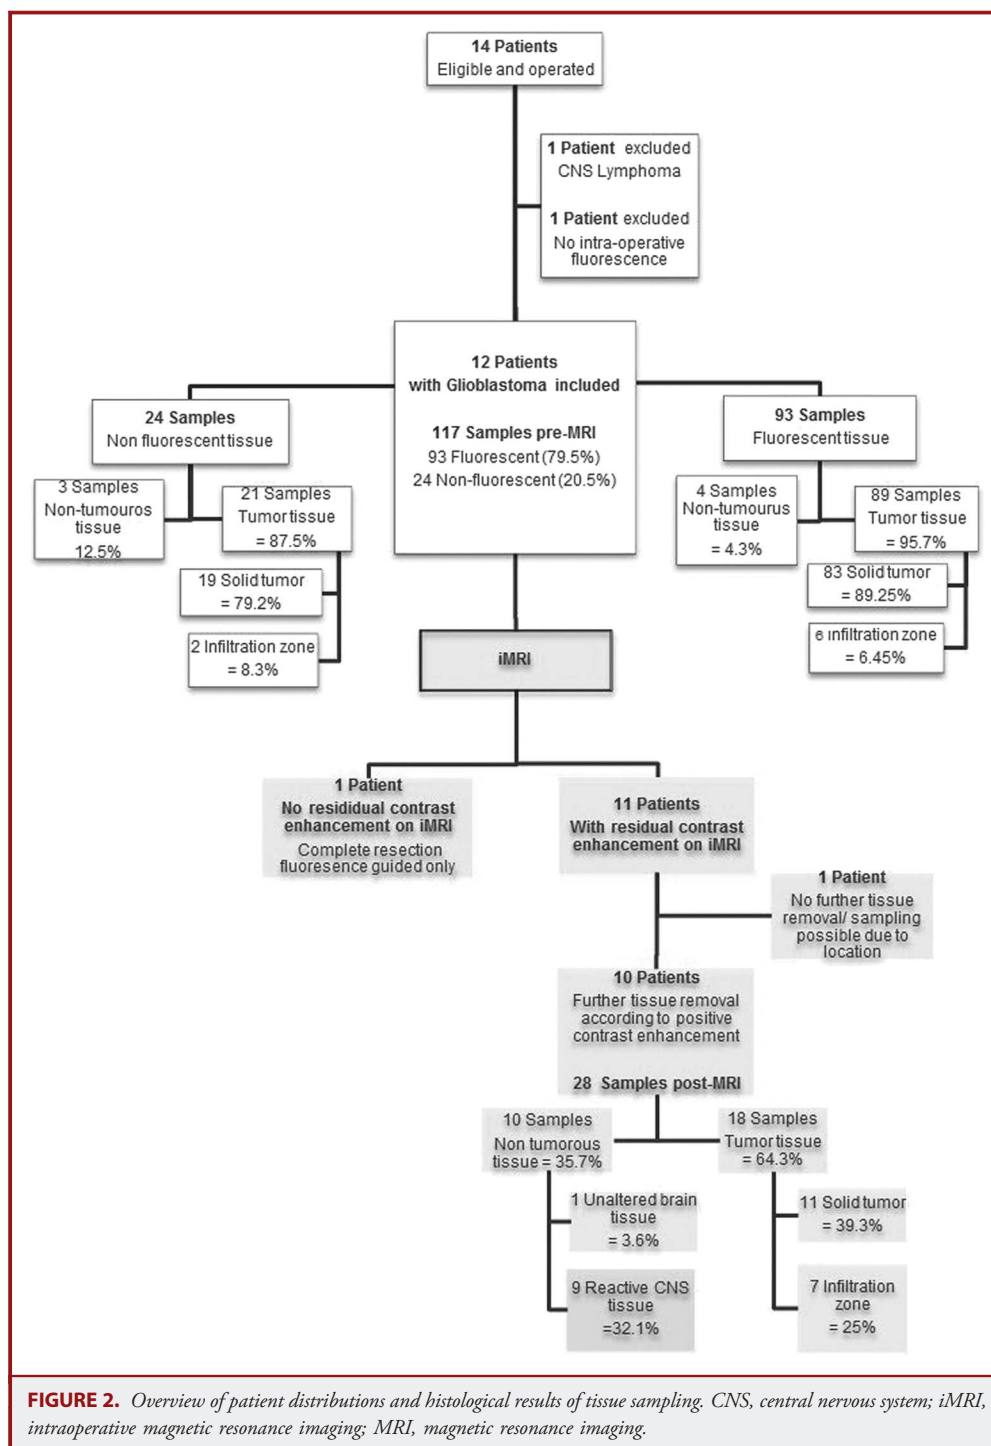 14 Patients
Eligible and operated
1 Patient excluded
CNS Lymphoma
1 Patient excluded
No intra-operative
fluorescence
12 Patients
with Glioblastoma included
117 Samples pre-MRI
93 Fluorescent (79.5%)
24 Non-fluorescent (20.5%)
24 Samples
Non fluorescent tissue
3 Samples
Non-tumouros
tissue
12.5%
21 Samples
Tumor tissue
= 87.5%
19 Solid tumor
= 79.2%
2 Infiltration zone
= 8.3%
93 Samples
Fluorescent tissue
4 Samples
Non-tumourus
tissue
= 4.3%
89 Samples
Tumor tissue
= 95.7%
83 Solid tumor
= 89.25%
6 Infiltration zone
= 6.45%
iMRI
1 Patient
No resididual contrast
enhancement on iMRI
Complete resection
fluoresence guided only
11 Patients
With residual contrast
enhancement on iMRI
1 Patient
No further tissue
removal/ sampling
possible due to
location
10 Patients
Further tissue removal
according to positive
contrast enhancement
28 Samples post-MRI
10 Samples
Non tumorous
tissue = 35.7%
18 Samples
Tumor tissue
= 64.3%
1 Unaltered brain
tissue
= 3.6%
9 Reactive CNS
tissue
=32.1%
11 Solid tumor
= 39.3%
7 Infiltration
zone
= 25%
FIGURE 2. Overview of patient distributions and histological results of tissue sampling. CNS, central nervous system; iMRI,
intraoperative magnetic resonance imaging; MRI, magnetic resonance imaging.